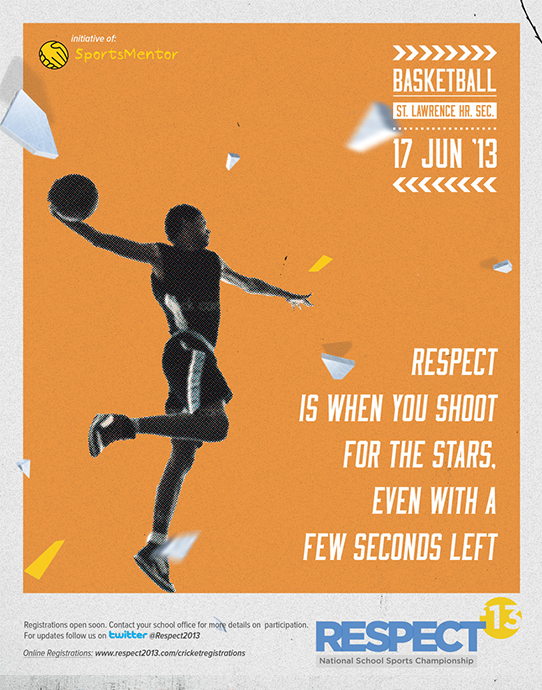 initiative of:
SportsMentor
BASKETBALL
ST. LAWRENCE HR. SEC.
17 JUN '13
RESPECT
IS WHEN YOU SHOOT
FOR THE STARS,
EVEN WITH A
FEW SECONDS LEFT
Registrations open soon. Contact your school office for more details on participation.
For updates follow us on twitter @Respect2013
Online Registrations: www.respect2013.com/cricketregistrations
RESPECT '13
National School Sports Championship